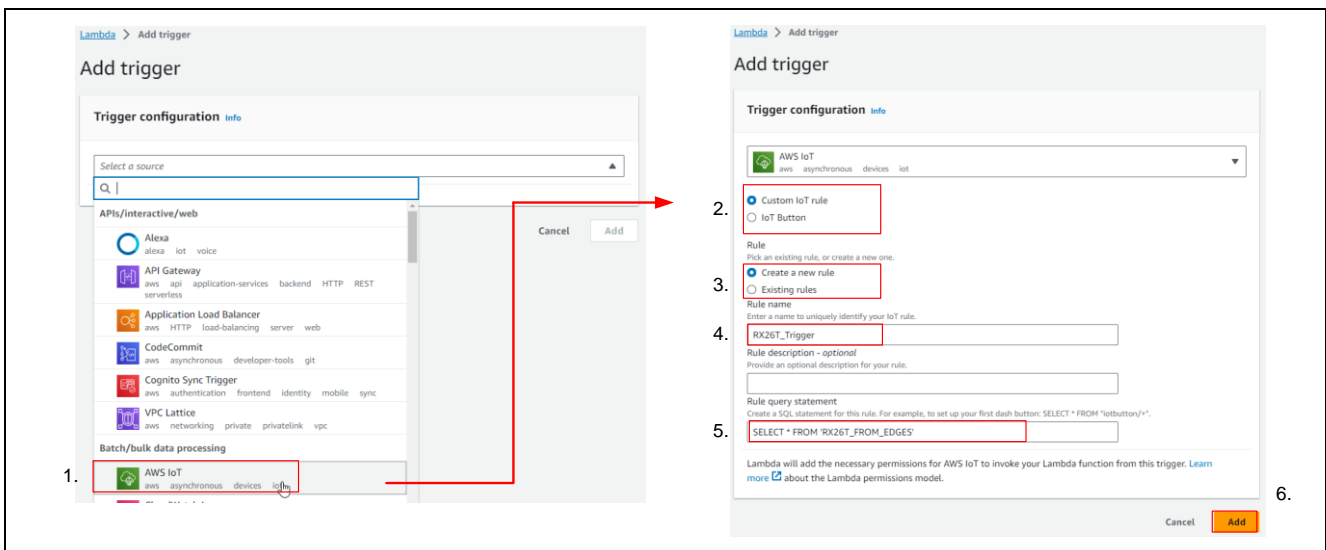 Lambda > Add trigger
Add trigger
Trigger configuration Info
Select a source
APIs/interactive/web
Alexa
alexa iot voice
API Gateway
aws api application-services backend HTTP REST
serverless
Application Load Balancer
aws HTTP load-balancing server web
CodeCommit
aws asynchronous developer-tools git
Cognito Sync Trigger
aws authentication frontend identity mobile sync
VPC Lattice
aws networking private privatelink vpc
Batch/bulk data processing
1.
AWS IoT
aws asynchronous devices iot
Cancel Add
Lambda > Add trigger
Add trigger
Trigger configuration Info
AWS IoT
aws asynchronous devices iot
2.
Custom IoT rule
IoT Button
Rule
Pick an existing rule, or create a new one.
3.
Create a new rule
Existing rules
Rule name
Enter a name to uniquely identify your IoT rule.
4.
RX26T_Trigger
Rule description - optional
Provide an optional description for your rule.
Rule query statement
Create a SQL statement for this rule. For example, to set up your first dash button: SELECT * FROM "iotbutton/+".
5.
SELECT * FROM 'RX26T_FROM_EDGES'
Lambda will add the necessary permissions for AWS IoT to invoke your Lambda function from this trigger. Learn
more about the Lambda permissions model.
6.
Cancel Add